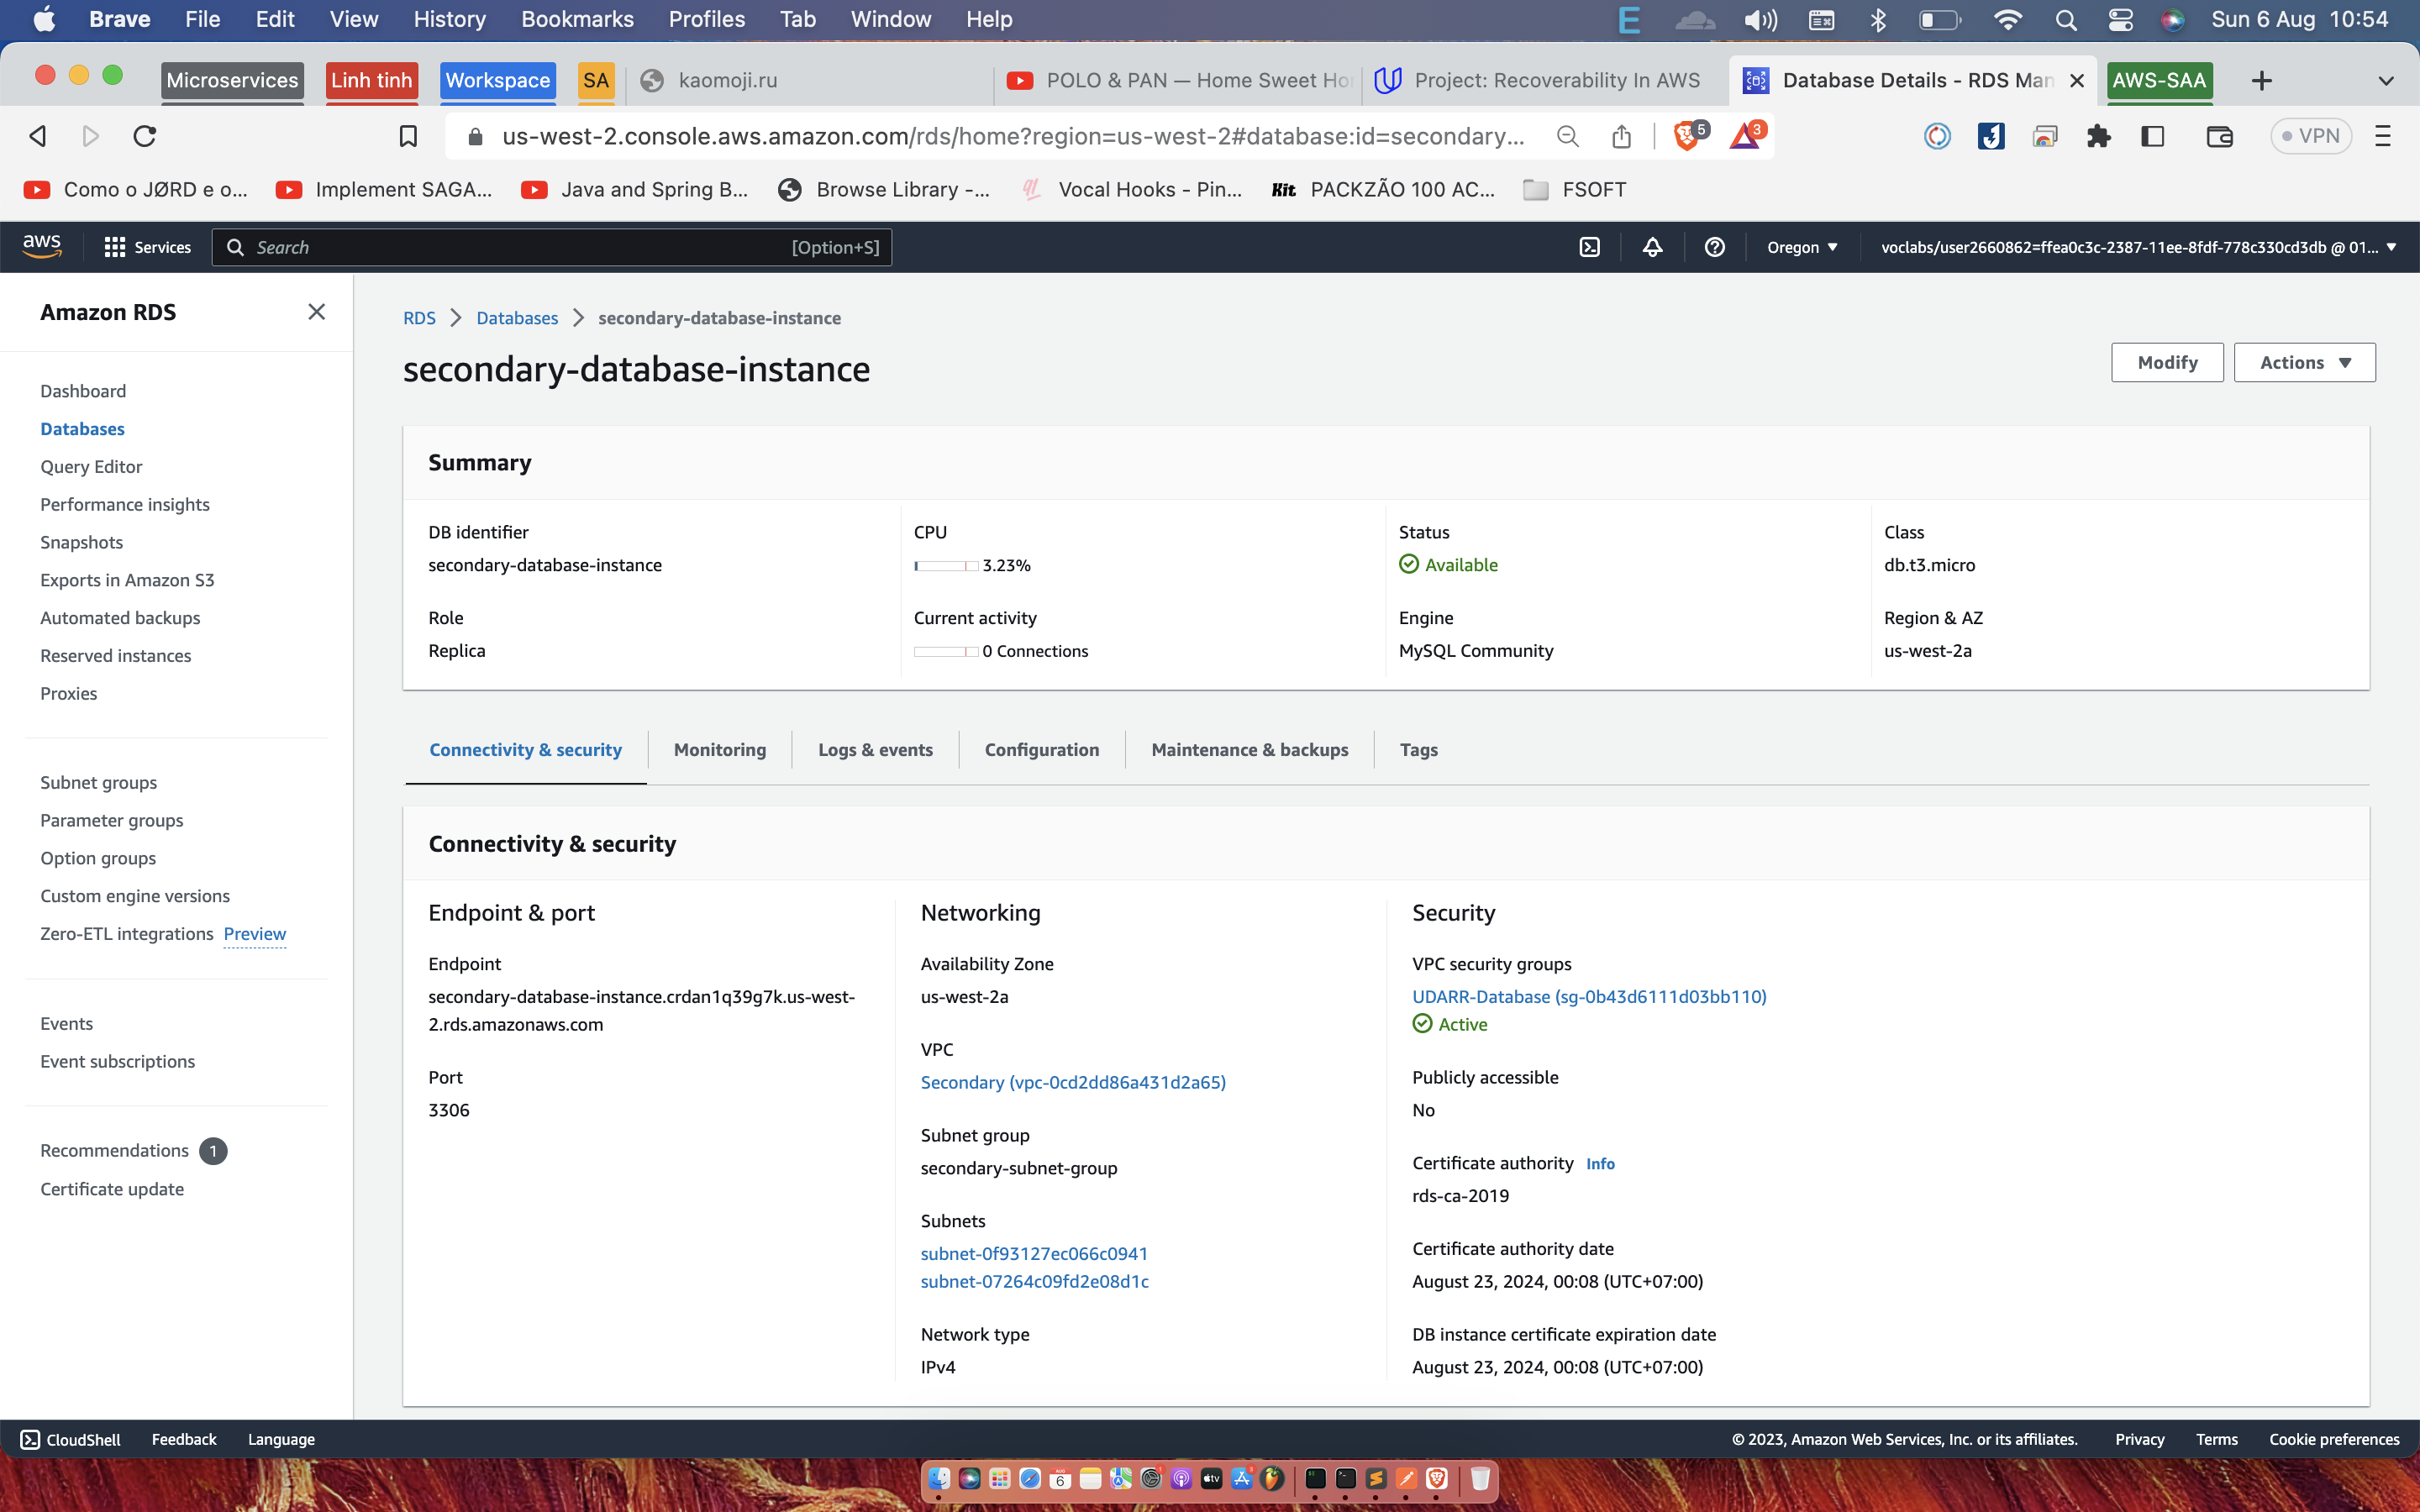 Brave File Edit View History Bookmarks Profiles Tab Window Help Sun 6 Aug 10:54
Microservices Linh tinh Workspace SA kaomoji.ru POLO & PAN — Home Sweet Ho Project: Recoverability In AWS Database Details - RDS Man AWS-SAA
us-west-2.console.aws.amazon.com/rds/home?region=us-west-2#database:id=secondary... 5 3 VPN
Como o JØRD e o... Implement SAGA... Java and Spring B... Browse Library -... Vocal Hooks - Pin... Kit PACKZÃO 100 AC... FSOFT
aws Services Search [Option+S] Oregon voclabs/user2660862=ffea0c3c-2387-11ee-8fdf-778c330cd3db @ 01...
Amazon RDS
Dashboard
Databases
Query Editor
Performance insights
Snapshots
Exports in Amazon S3
Automated backups
Reserved instances
Proxies
Subnet groups
Parameter groups
Option groups
Custom engine versions
Zero-ETL integrations Preview
Events
Event subscriptions
Recommendations 1
Certificate update
RDS > Databases > secondary-database-instance
secondary-database-instance
Modify Actions
Summary
DB identifier
secondary-database-instance
Role
Replica
CPU
3.23%
Current activity
0 Connections
Status
Available
Engine
MySQL Community
Class
db.t3.micro
Region & AZ
us-west-2a
Connectivity & security Monitoring Logs & events Configuration Maintenance & backups Tags
Connectivity & security
Endpoint & port
Endpoint
secondary-database-instance.crdan1q39g7k.us-west-
2.rds.amazonaws.com
Port
3306
Networking
Availability Zone
us-west-2a
VPC
Secondary (vpc-0cd2dd86a431d2a65)
Subnet group
secondary-subnet-group
Subnets
subnet-0f93127ec066c0941
subnet-07264c09fd2e08d1c
Network type
IPv4
Security
VPC security groups
UDARR-Database (sg-0b43d6111d03bb110)
Active
Publicly accessible
No
Certificate authority Info
rds-ca-2019
Certificate authority date
August 23, 2024, 00:08 (UTC+07:00)
DB instance certificate expiration date
August 23, 2024, 00:08 (UTC+07:00)
CloudShell Feedback Language © 2023, Amazon Web Services, Inc. or its affiliates. Privacy Terms Cookie preferences